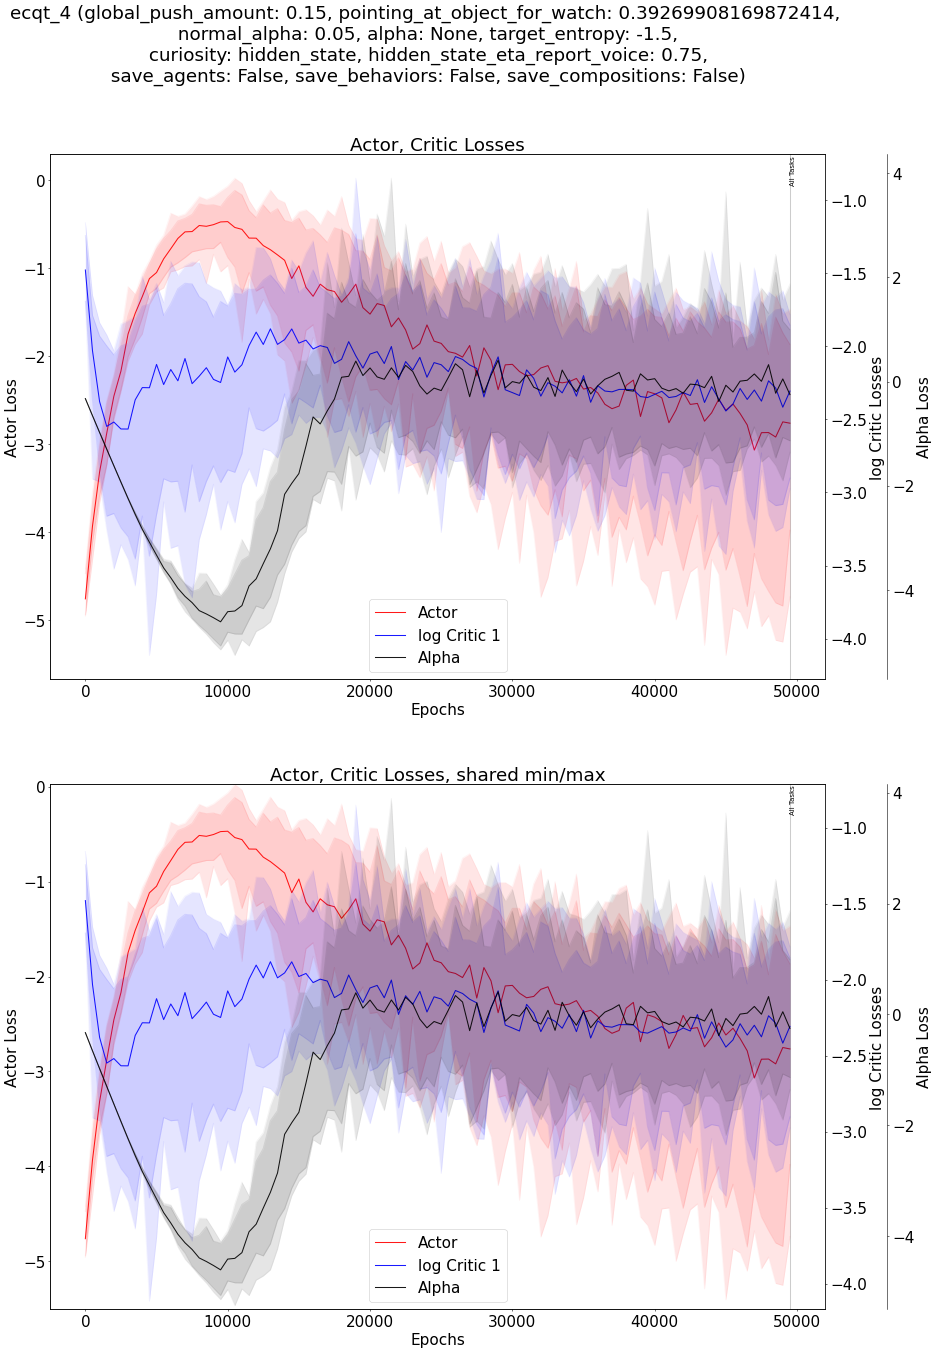 ecqt_4 (global_push_amount: 0.15, pointing_at_object_for_watch: 0.39269908169872414,
normal_alpha: 0.05, alpha: None, target_entropy: -1.5,
curiosity: hidden_state, hidden_state_eta_report_voice: 0.75,
save_agents: False, save_behaviors: False, save_compositions: False)
Actor, Critic Losses
All Tasks
0
−1
−2
−3
−4
−5
Actor Loss
−1.0
−1.5
−2.0
−2.5
−3.0
−3.5
−4.0
log Critic Losses
4
2
0
−2
−4
Alpha Loss
Actor
log Critic 1
Alpha
0 10000 20000 30000 40000 50000
Epochs
Actor, Critic Losses, shared min/max
All Tasks
0
−1
−2
−3
−4
−5
Actor Loss
−1.0
−1.5
−2.0
−2.5
−3.0
−3.5
−4.0
log Critic Losses
4
2
0
−2
−4
Alpha Loss
Actor
log Critic 1
Alpha
0 10000 20000 30000 40000 50000
Epochs